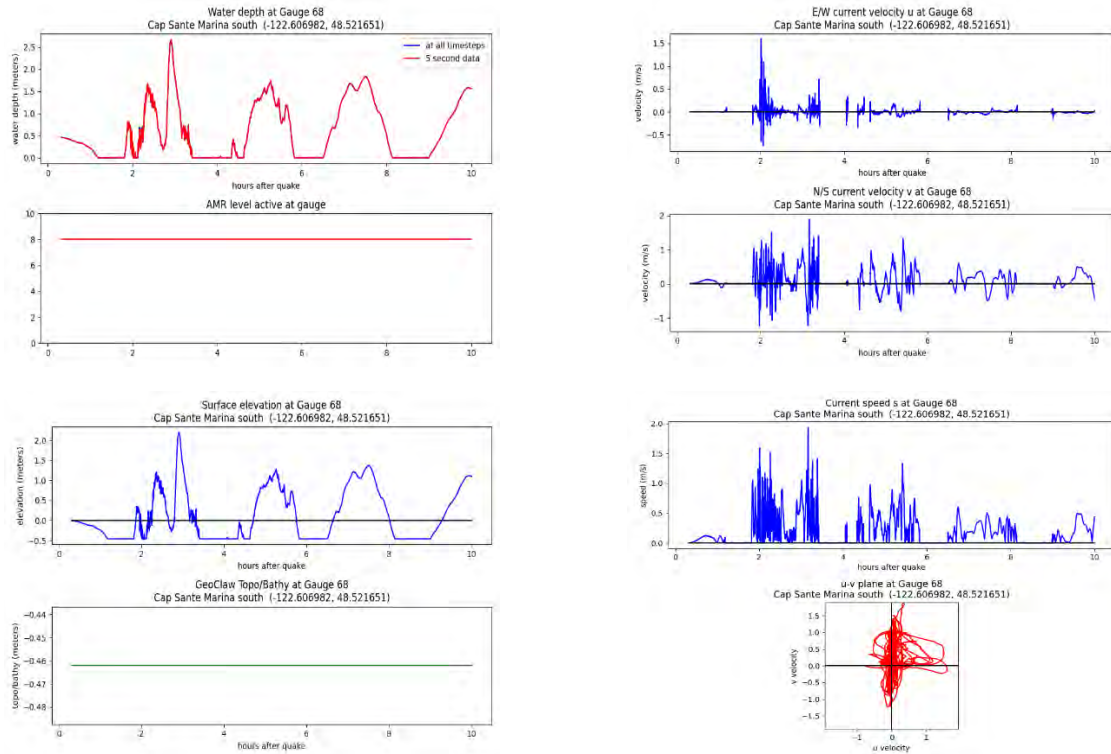 Water depth at Gauge 68
Cap Sante Marina south (-122.606982, 48.521651)
at all timesteps
5 second data
water depth (meters)
2.5
2.0
1.5
1.0
0.5
0.0
0 2 4 6 8 10
hours after quake
AMR level active at gauge
10
8
6
4
2
0
0 2 4 6 8 10
Surface elevation at Gauge 68
Cap Sante Marina south (-122.606982, 48.521651)
elevation (meters)
2.0
1.5
1.0
0.5
0.0
−0.5
0 2 4 6 8 10
hours after quake
GeoClaw Topo/Bathy at Gauge 68
Cap Sante Marina south (-122.606982, 48.521651)
topo/bathy (meters)
−0.44
−0.45
−0.46
−0.47
−0.48
0 2 4 6 8 10
hours after quake
E/W current velocity u at Gauge 68
Cap Sante Marina south (-122.606982, 48.521651)
velocity (m/s)
1.5
1.0
0.5
0.0
−0.5
0 2 4 6 8 10
hours after quake
N/S current velocity v at Gauge 68
Cap Sante Marina south (-122.606982, 48.521651)
velocity (m/s)
2
1
0
−1
0 2 4 6 8 10
hours after quake
Current speed s at Gauge 68
Cap Sante Marina south (-122.606982, 48.521651)
speed (m/s)
2.0
1.5
1.0
0.5
0.0
0 2 4 6 8 10
hours after quake
u-v plane at Gauge 68
Cap Sante Marina south (-122.606982, 48.521651)
v velocity
1.5
1.0
0.5
0.0
−0.5
−1.0
−1.5
−1 0 1
u velocity